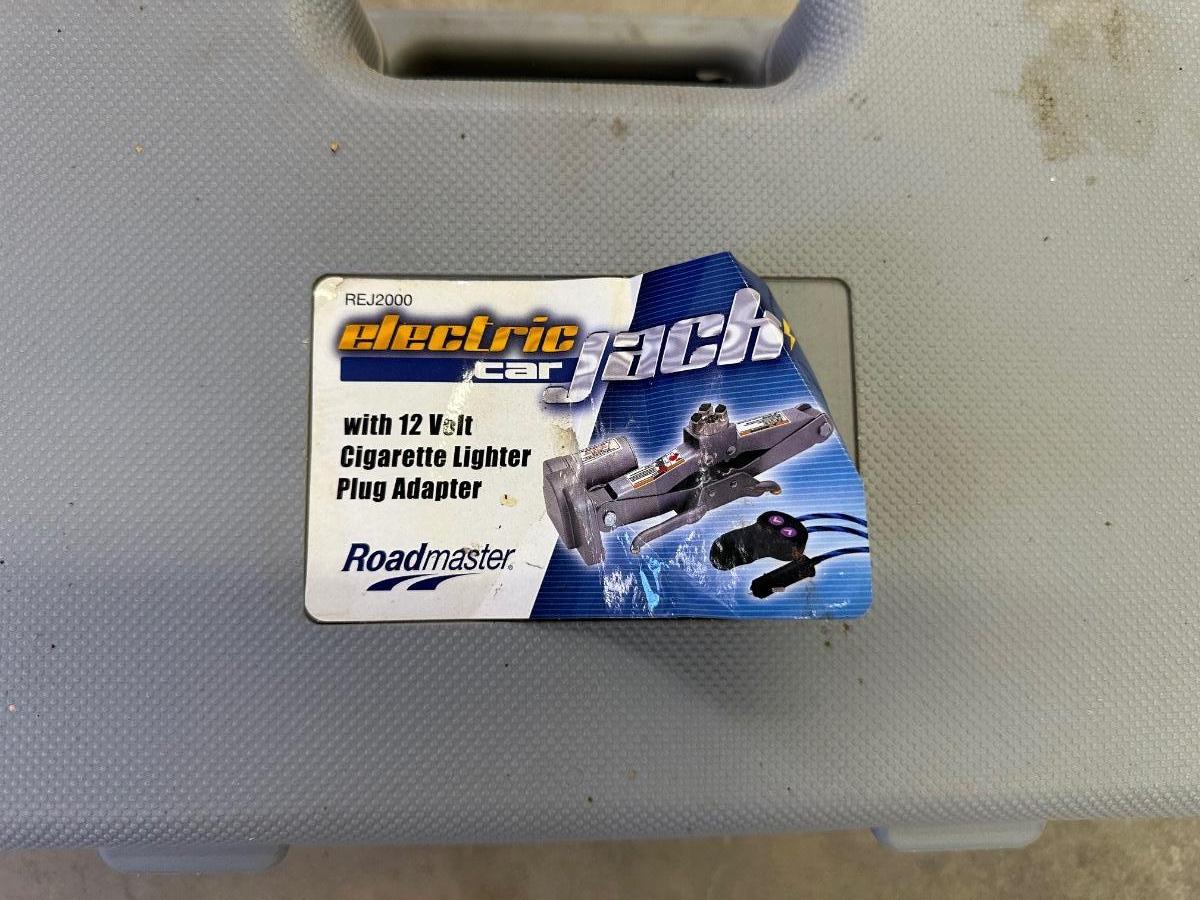 REJ2000
electric
car
jack
with 12 Volt
Cigarette Lighter
Plug Adapter
Roadmaster®